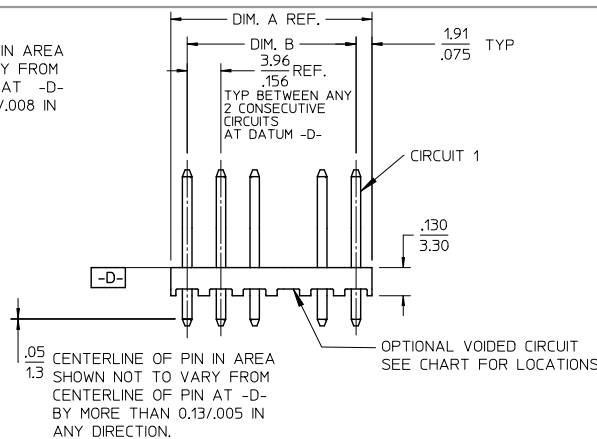 DIM. A REF.
DIM. B
1.91
.075 TYP
IN AREA
Y FROM
AT -D-
/.008 IN
3.96
.156 REF.
TYP BETWEEN ANY
2 CONSECUTIVE
CIRCUITS
AT DATUM -D-
CIRCUIT 1
.130
3.30
-D-
.05
1.3
CENTERLINE OF PIN IN AREA
SHOWN NOT TO VARY FROM
CENTERLINE OF PIN AT -D-
BY MORE THAN 0.13/.005 IN
ANY DIRECTION.
OPTIONAL VOIDED CIRCUIT
SEE CHART FOR LOCATIONS